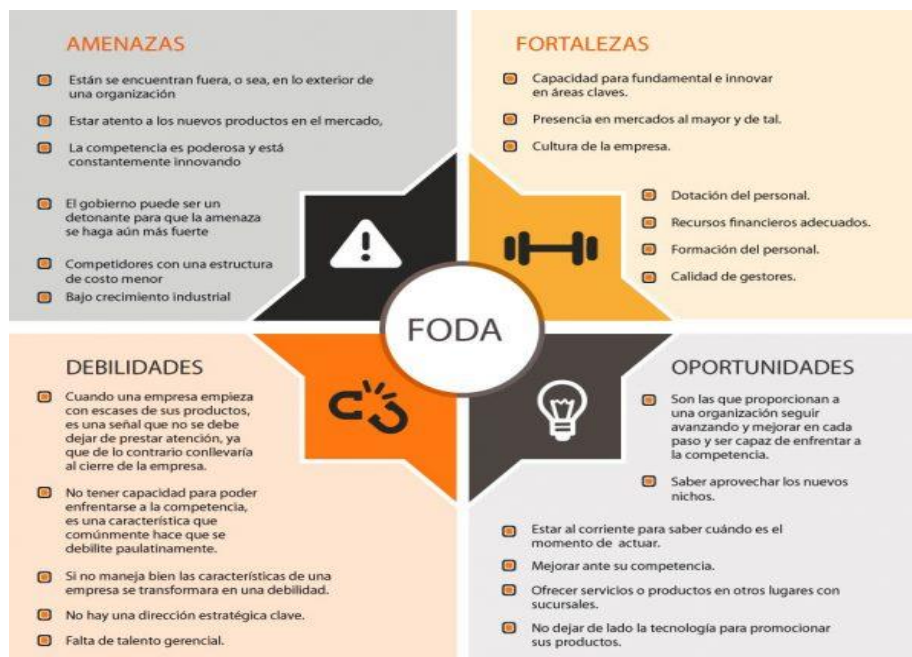 AMENAZAS
Están se encuentran fuera, o sea, en lo exterior de
una organización
Estar atento a los nuevos productos en el mercado,
La competencia es poderosa y está
constantemente innovando
El gobierno puede ser un
detonante para que la amenaza
se haga aún más fuerte
Competidores con una estructura
de costo menor
Bajo crecimiento industrial
FORTALEZAS
Capacidad para fundamental e innovar
en áreas claves.
Presencia en mercados al mayor y de tal.
Cultura de la empresa.
Dotación del personal.
Recursos financieros adecuados.
Formación del personal.
Calidad de gestores.
FODA
DEBILIDADES
Cuando una empresa empieza
con escases de sus productos,
es una señal que no se debe
dejar de prestar atención, ya
que de lo contrario conllevaría
al cierre de la empresa.
No tener capacidad para poder
enfrentarse a la competencia,
es una característica que
comúnmente hace que se
debilite paulatinamente.
Si no maneja bien las características de una
empresa se transformara en una debilidad.
No hay una dirección estratégica clave.
Falta de talento gerencial.
OPORTUNIDADES
Son las que proporcionan a
una organización seguir
avanzando y mejorar en cada
paso y ser capaz de enfrentar a
la competencia.
Saber aprovechar los nuevos
nichos.
Estar al corriente para saber cuándo es el
momento de actuar.
Mejorar ante su competencia.
Ofrecer servicios o productos en otros lugares con
sucursales.
No dejar de lado la tecnología para promocionar
sus productos.